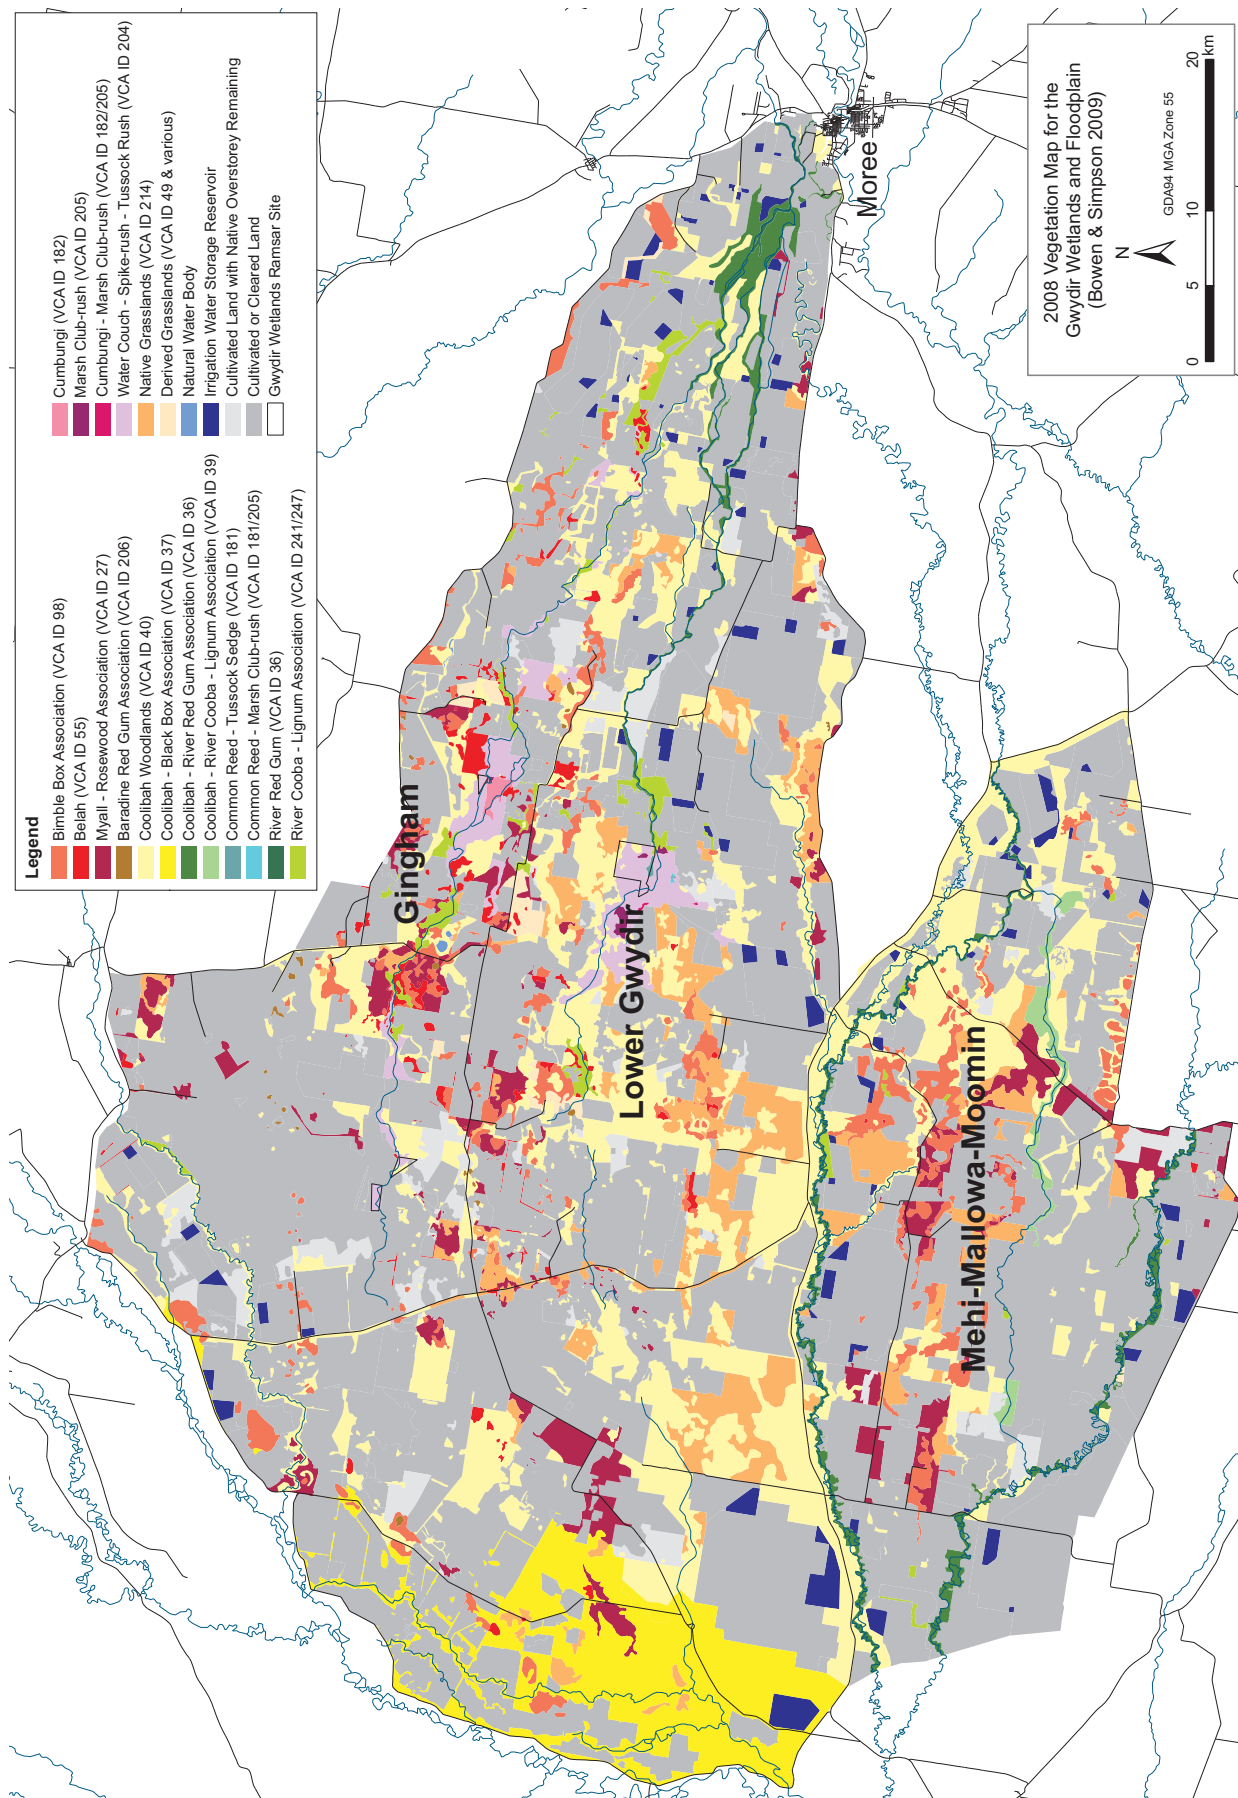 Legend
Bimble Box Association (VCA ID 98)
Belah (VCA ID 55)
Myall - Rosewood Association (VCA ID 27)
Baradine Red Gum Association (VCA ID 206)
Coolibah Woodlands (VCA ID 40)
Coolibah - Black Box Association (VCA ID 37)
Coolibah - River Red Gum Association (VCA ID 36)
Coolibah - River Cooba - Lignum Association (VCA ID 39)
Common Reed - Tussock Sedge (VCA ID 181)
Common Reed - Marsh Club-rush (VCA ID 181/205)
River Red Gum (VCA ID 36)
River Cooba - Lignum Association (VCA ID 241/247)
Cumbungi (VCA ID 182)
Marsh Club-rush (VCA ID 205)
Cumbungi - Marsh Club-rush (VCA ID 182/205)
Water Couch - Spike-rush - Tussock Rush (VCA ID 204)
Native Grasslands (VCA ID 214)
Derived Grasslands (VCA ID 49 & various)
Natural Water Body
Irrigation Water Storage Reservoir
Cultivated Land with Native Overstorey Remaining
Cultivated or Cleared Land
Gwydir Wetlands Ramsar Site
Gingham
Lower Gwydir
Mehi-Mallowa-Moomin
Moree
2008 Vegetation Map for the
Gwydir Wetlands and Floodplain
(Bowen & Simpson 2009)
N
GDA94 MGA Zone 55
0 5 10 20
km